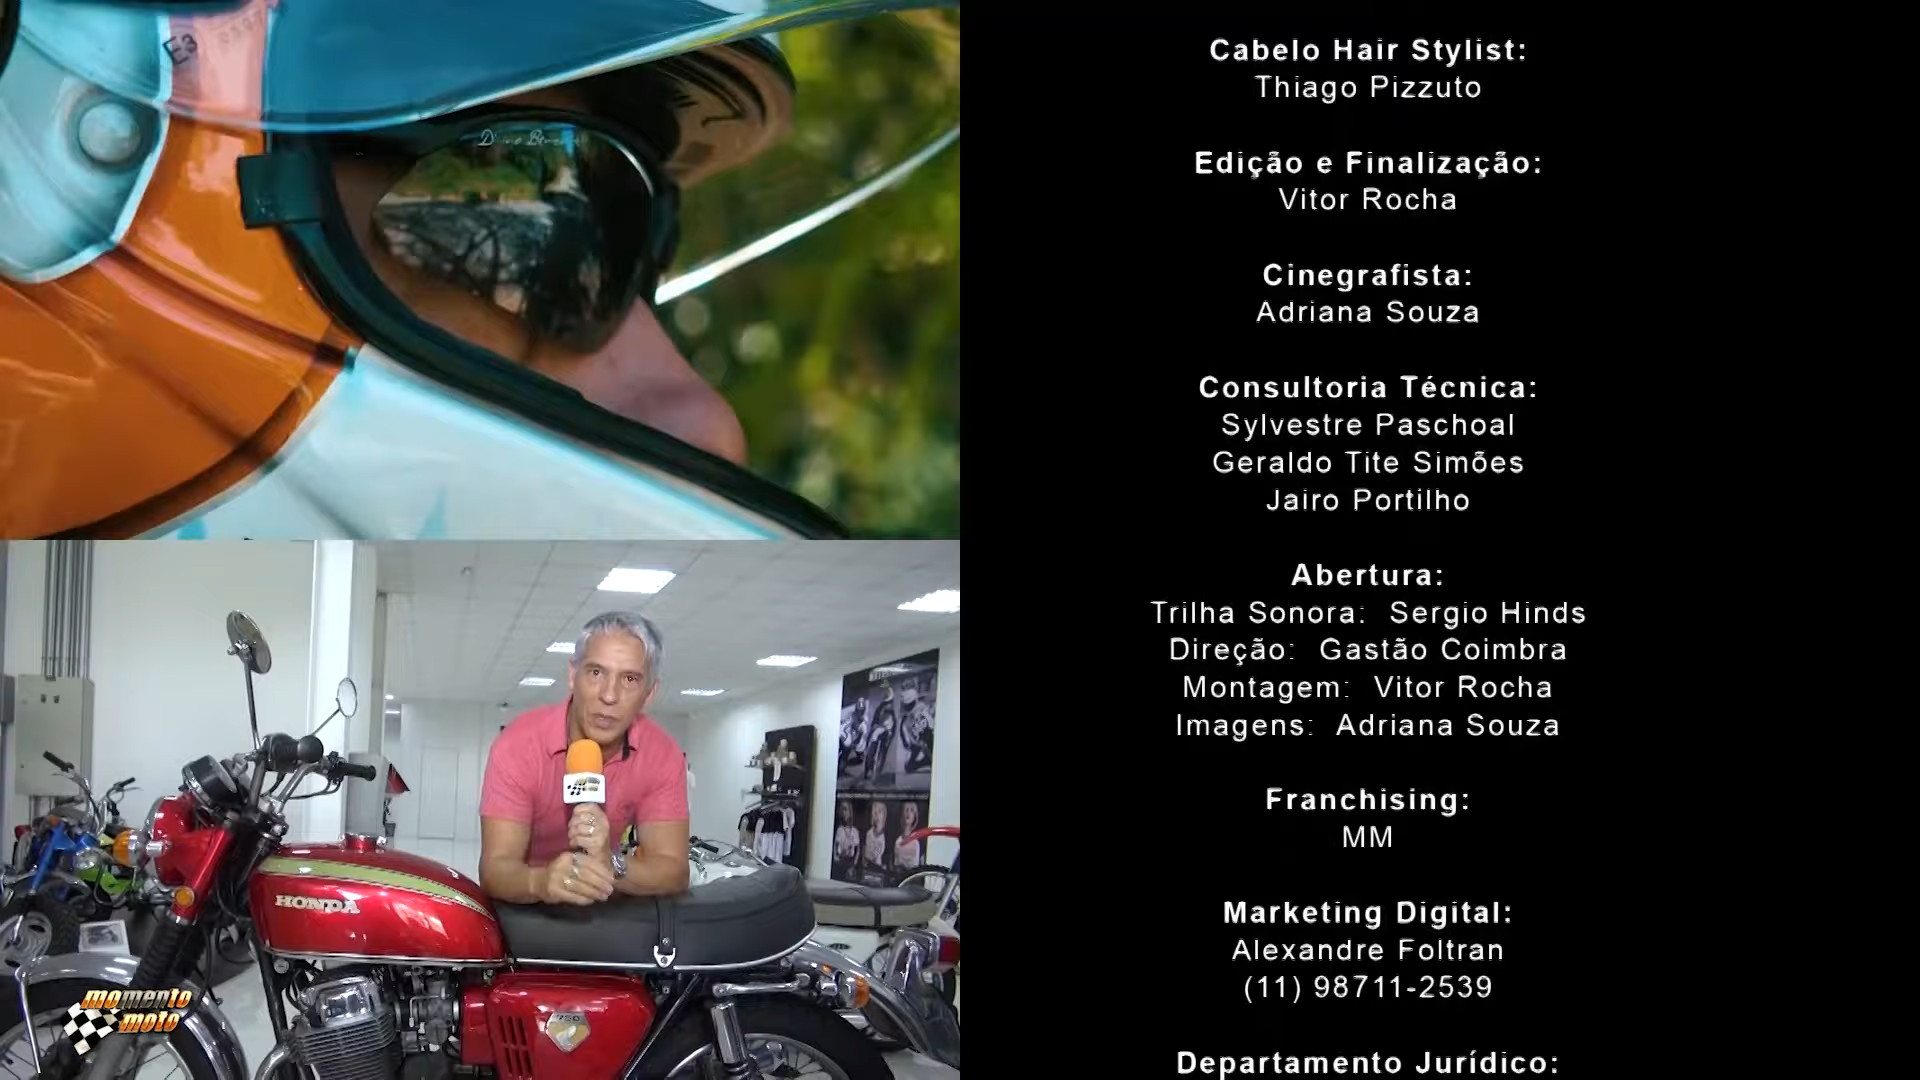 E3
Cabelo Hair Stylist:
Thiago Pizzuto
Edição e Finalização:
Vitor Rocha
Cinegrafista:
Adriana Souza
Consultoria Técnica:
Sylvestre Paschoal
Geraldo Tite Simões
Jairo Portilho
Abertura:
Trilha Sonora: Sergio Hinds
Direção: Gastão Coimbra
Montagem: Vitor Rocha
Imagens: Adriana Souza
Franchising:
MM
Marketing Digital:
Alexandre Foltran
(11) 98711-2539
Departamento Jurídico:
HONDA
750
momento
moto